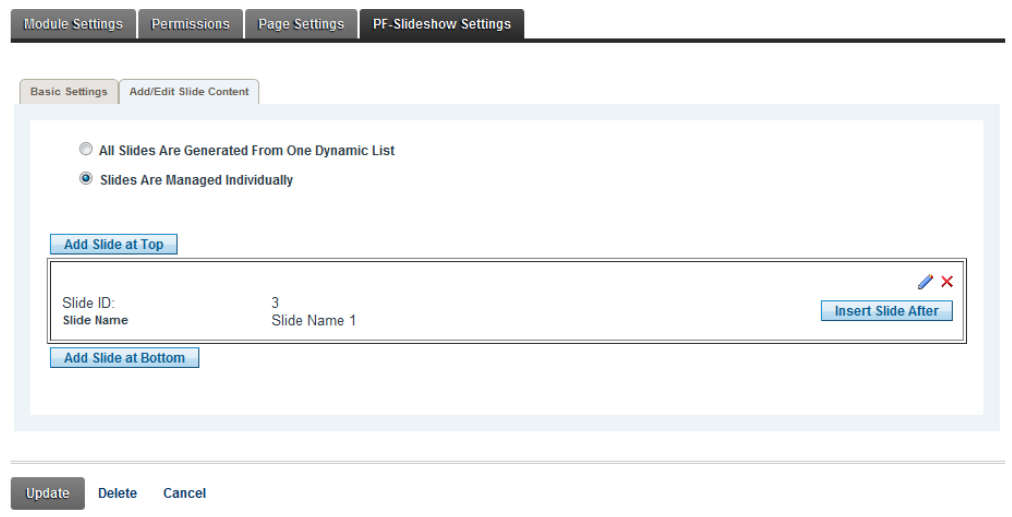 Module Settings Permissions Page Settings PF-Slideshow Settings
Basic Settings Add/Edit Slide Content
All Slides Are Generated From One Dynamic List
Slides Are Managed Individually
Add Slide at Top
Slide ID: 3
Insert Slide After
Slide Name Slide Name 1
Add Slide at Bottom
Update Delete Cancel